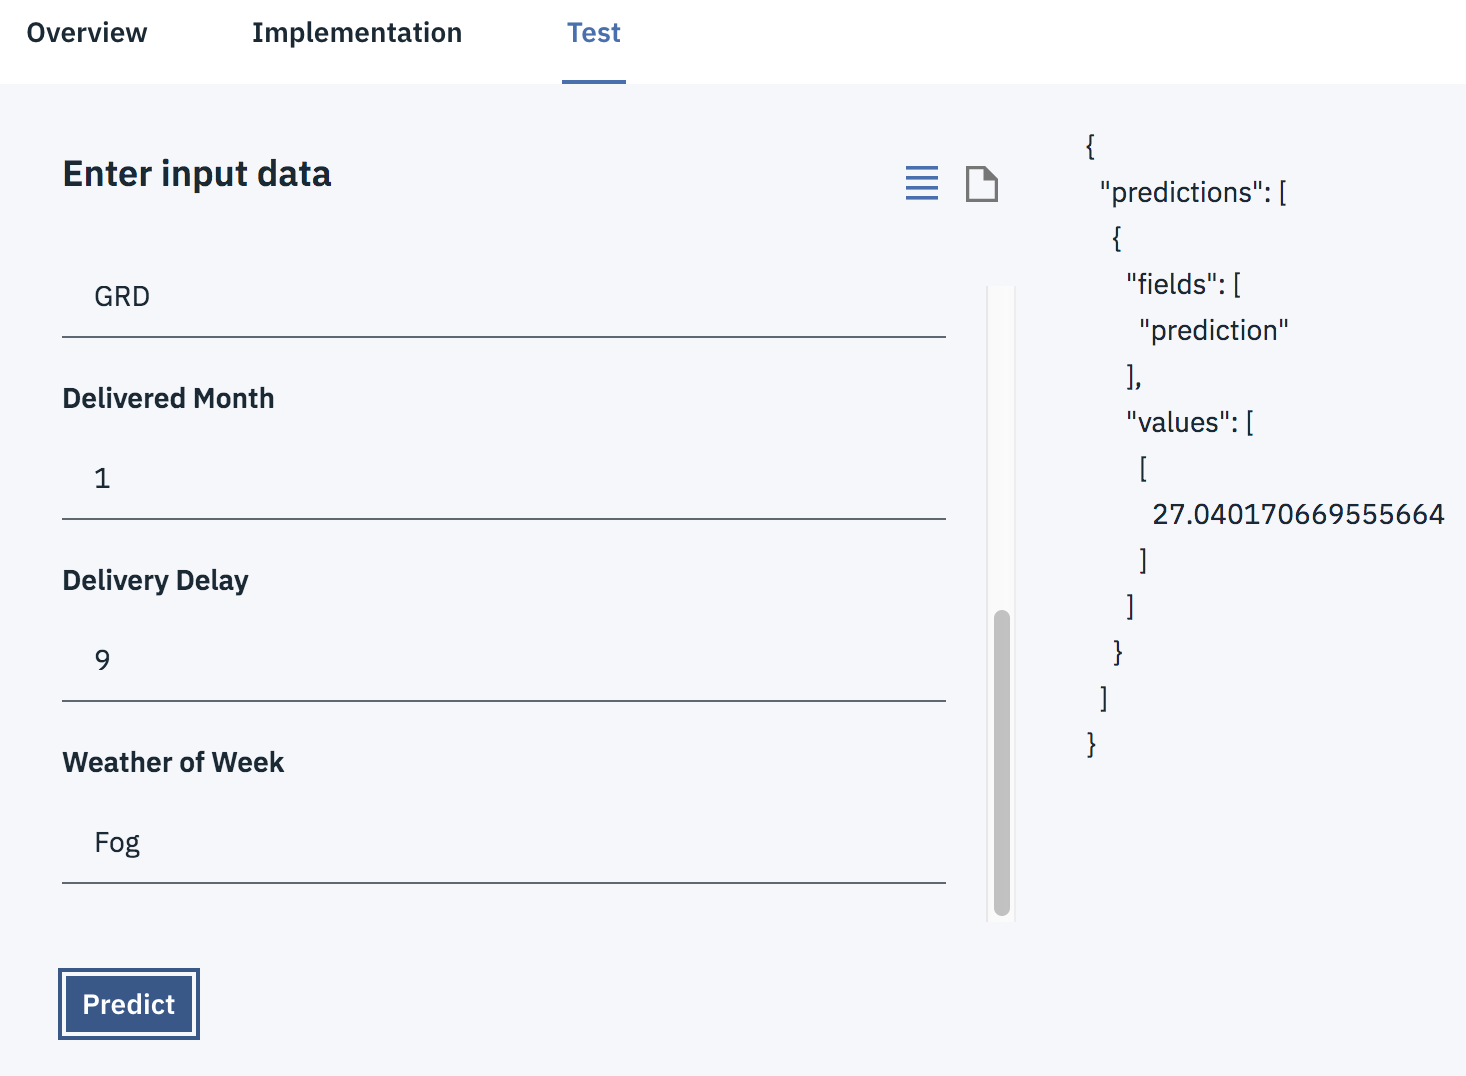 Overview Implementation Test
Enter input data
GRD
Delivered Month
1
Delivery Delay
9
Weather of Week
Fog
Predict
{
"predictions": [
{
"fields": [
"prediction"
],
"values": [
[
27.040170669555664
]
]
}
]
}